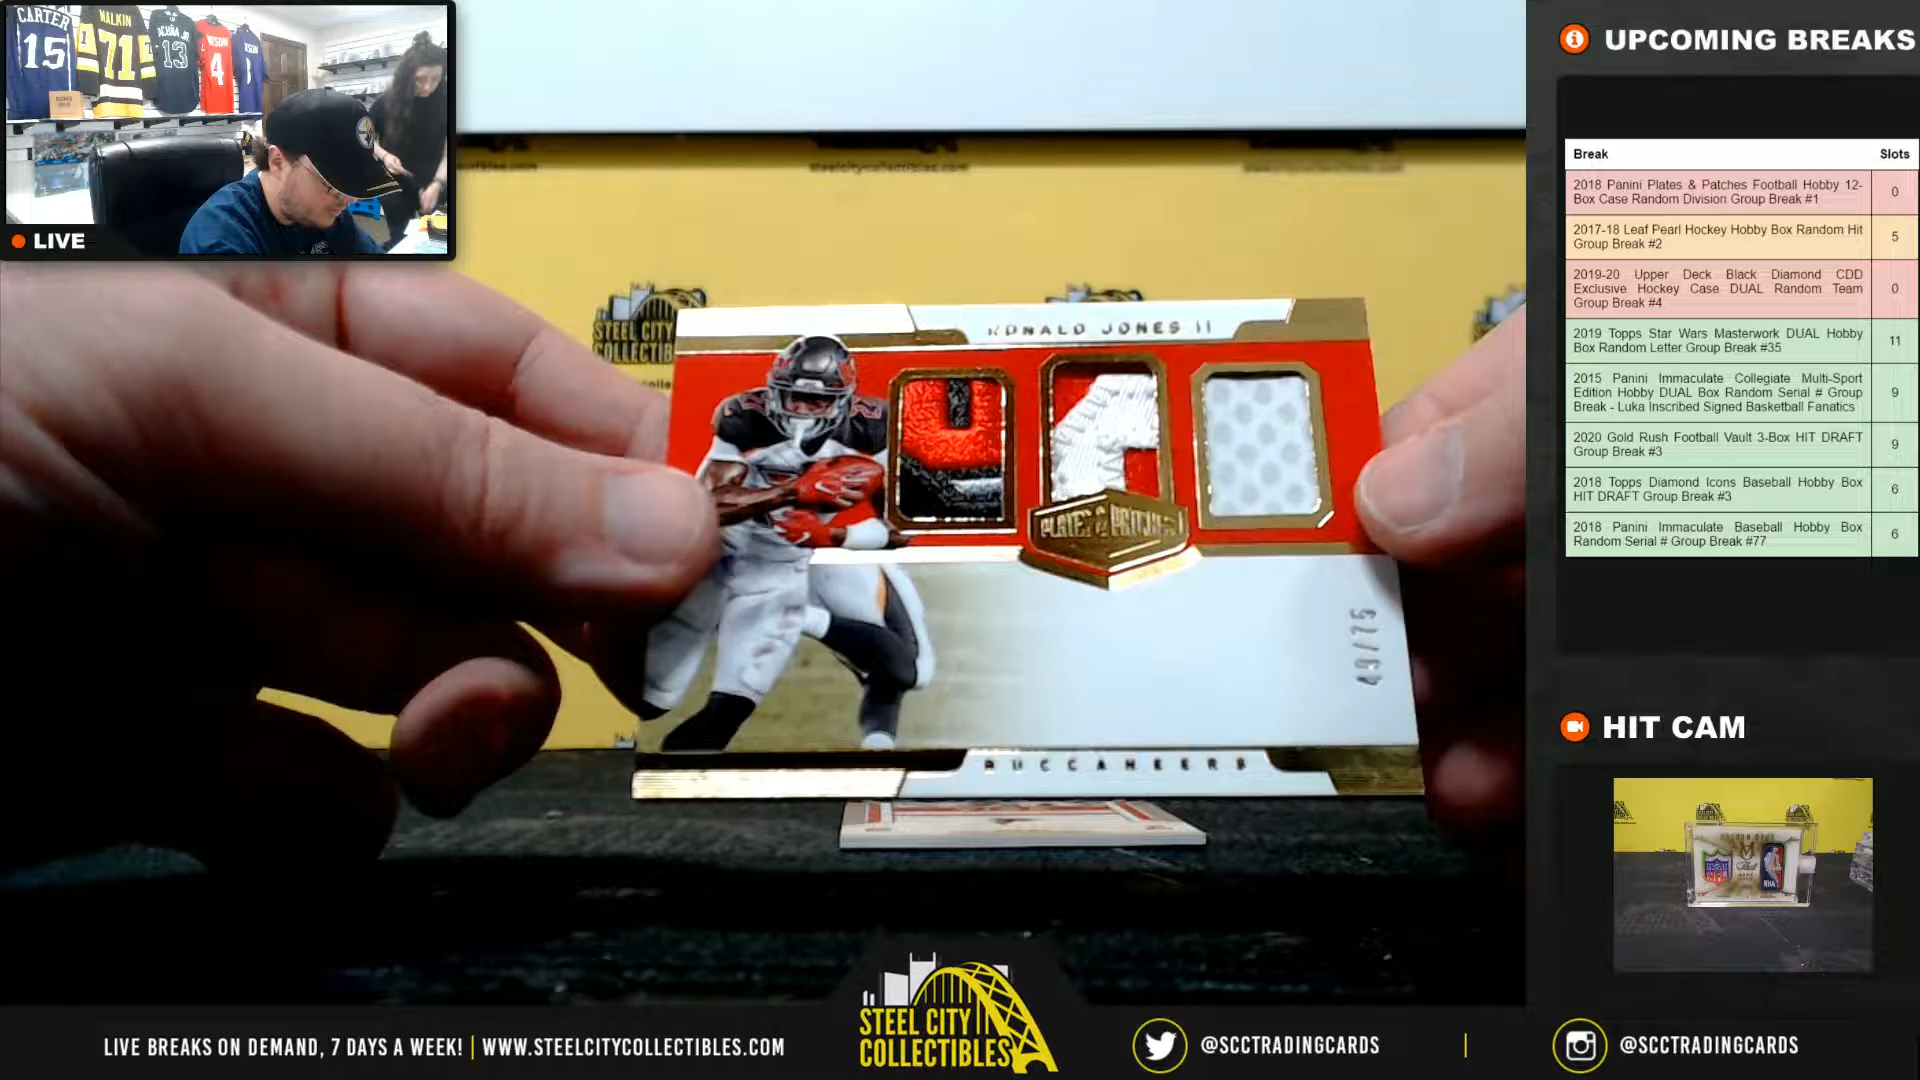 CARTER
15
MALKIN
71
ACUÑA JR
13
4
LIVE
steelcitycollectibles.com
STEEL CITY
RONALD JONES II
PLATES & PATCHES
49/75
BUCCANEERS
UPCOMING BREAKS
Break Slots
2018 Panini Plates & Patches Football Hobby 12-
Box Case Random Division Group Break #1 0
2017-18 Leaf Pearl Hockey Hobby Box Random Hit
Group Break #2 5
2019-20 Upper Deck Black Diamond CDD
Exclusive Hockey Case DUAL Random Team
Group Break #4 0
2019 Topps Star Wars Masterwork DUAL Hobby
Box Random Letter Group Break #35 11
2015 Panini Immaculate Collegiate Multi-Sport
Edition Hobby DUAL Box Random Serial # Group
Break - Luka Inscribed Signed Basketball Fanatics 9
2020 Gold Rush Football Vault 3-Box HIT DRAFT
Group Break #3 9
2018 Topps Diamond Icons Baseball Hobby Box
HIT DRAFT Group Break #3 6
2018 Panini Immaculate Baseball Hobby Box
Random Serial # Group Break #77 6
HIT CAM
NFL
NBA
LIVE BREAKS ON DEMAND, 7 DAYS A WEEK! | WWW.STEELCITYCOLLECTIBLES.COM
STEEL CITY
COLLECTIBLES
@SCCTRADINGCARDS
@SCCTRADINGCARDS